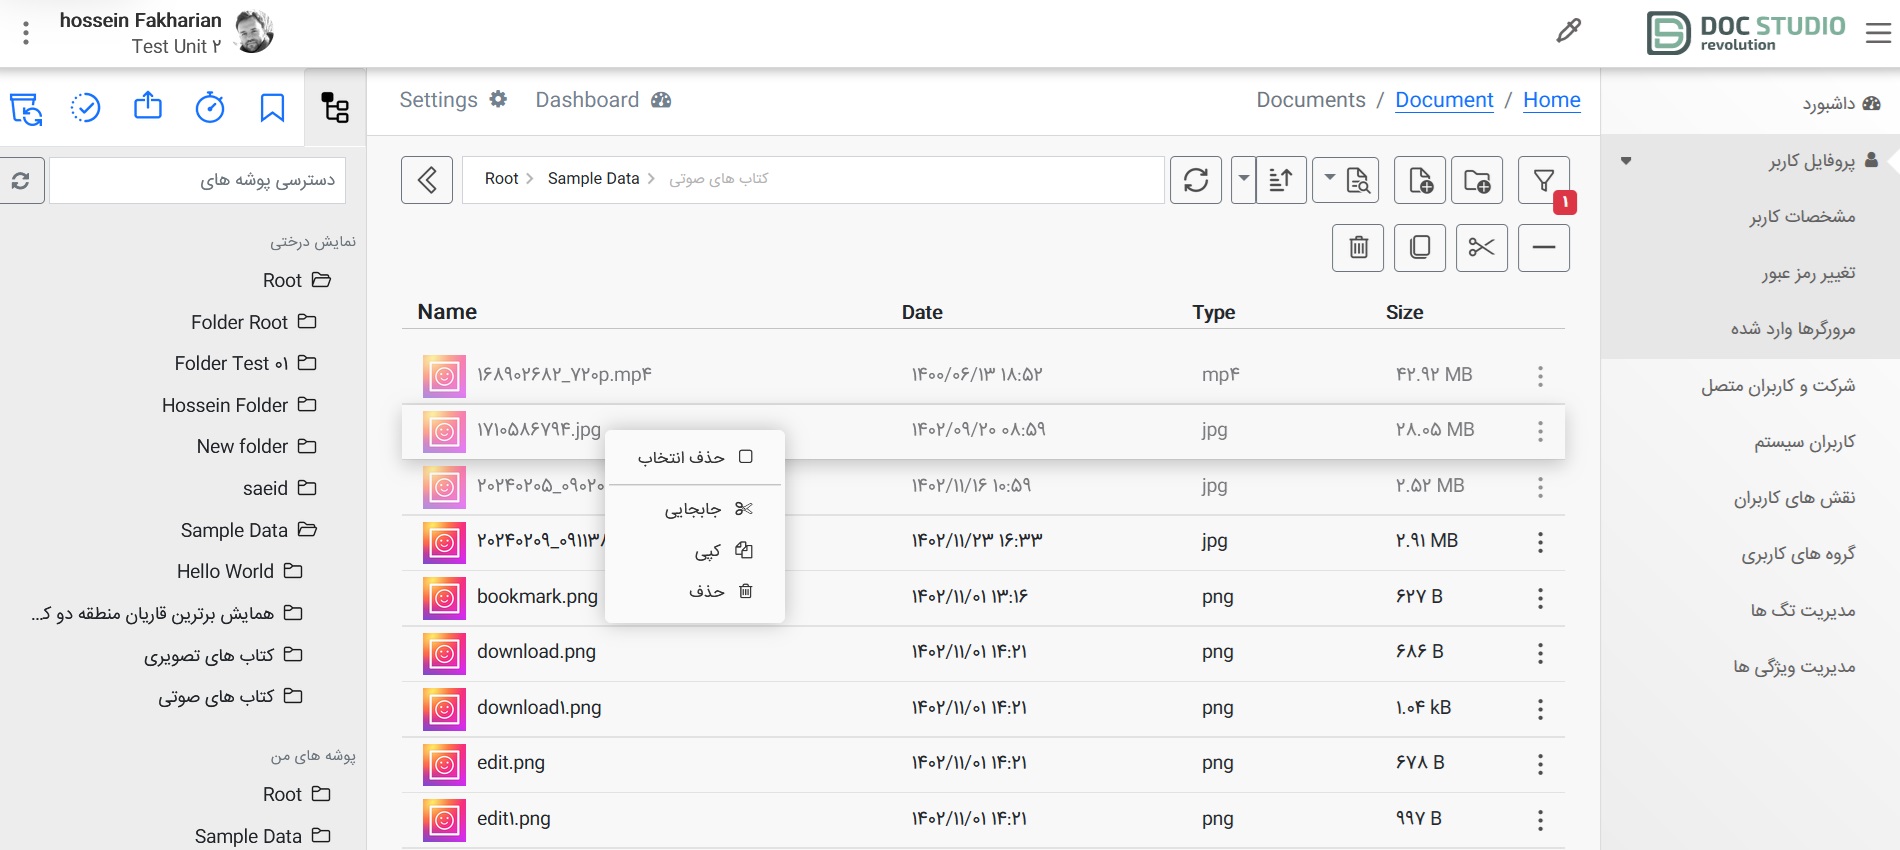 hossein Fakharian
Test Unit ۲
DOC STUDIO
revolution
Settings
Dashboard
Documents / Document / Home
دسترسی پوشه های
نمایش درختی
Root
Folder Root
Folder Test ۰۱
Hossein Folder
New folder
saeid
Sample Data
Hello World
همایش برترین قاریان منطقه دو ک...
کتاب های تصویری
کتاب های صوتی
پوشه های من
Root
Sample Data
Root > Sample Data > کتاب های صوتی
۱
Name Date Type Size
۱۶۸۹۰۲۶۸۲_۷۲۰p.mp۴ ۱۴۰۰/۰۶/۱۳ ۱۸:۵۲ mp۴ ۴۲.۹۲ MB
۱۷۱۰۵۸۶۷۹۴.jpg ۱۴۰۲/۰۹/۲۰ ۰۸:۵۹ jpg ۲۸.۰۵ MB
۲۰۲۴۰۲۰۵_۰۹۰۲۰ ۱۴۰۲/۱۱/۱۶ ۱۰:۵۹ jpg ۲.۵۲ MB
۲۰۲۴۰۲۰۹_۰۹۱۱۳۸ ۱۴۰۲/۱۱/۲۳ ۱۶:۳۳ jpg ۲.۹۱ MB
bookmark.png ۱۴۰۲/۱۱/۰۱ ۱۳:۱۶ png ۶۲۷ B
download.png ۱۴۰۲/۱۱/۰۱ ۱۴:۲۱ png ۶۸۶ B
download۱.png ۱۴۰۲/۱۱/۰۱ ۱۴:۲۱ png ۱.۰۴ kB
edit.png ۱۴۰۲/۱۱/۰۱ ۱۴:۲۱ png ۶۷۸ B
edit۱.png ۱۴۰۲/۱۱/۰۱ ۱۴:۲۱ png ۹۹۷ B
حذف انتخاب
جابجایی
کپی
حذف
داشبورد
پروفایل کاربر
مشخصات کاربر
تغییر رمز عبور
مرورگرها وارد شده
شرکت و کاربران متصل
کاربران سیستم
نقش های کاربران
گروه های کاربری
مدیریت تگ ها
مدیریت ویژگی ها